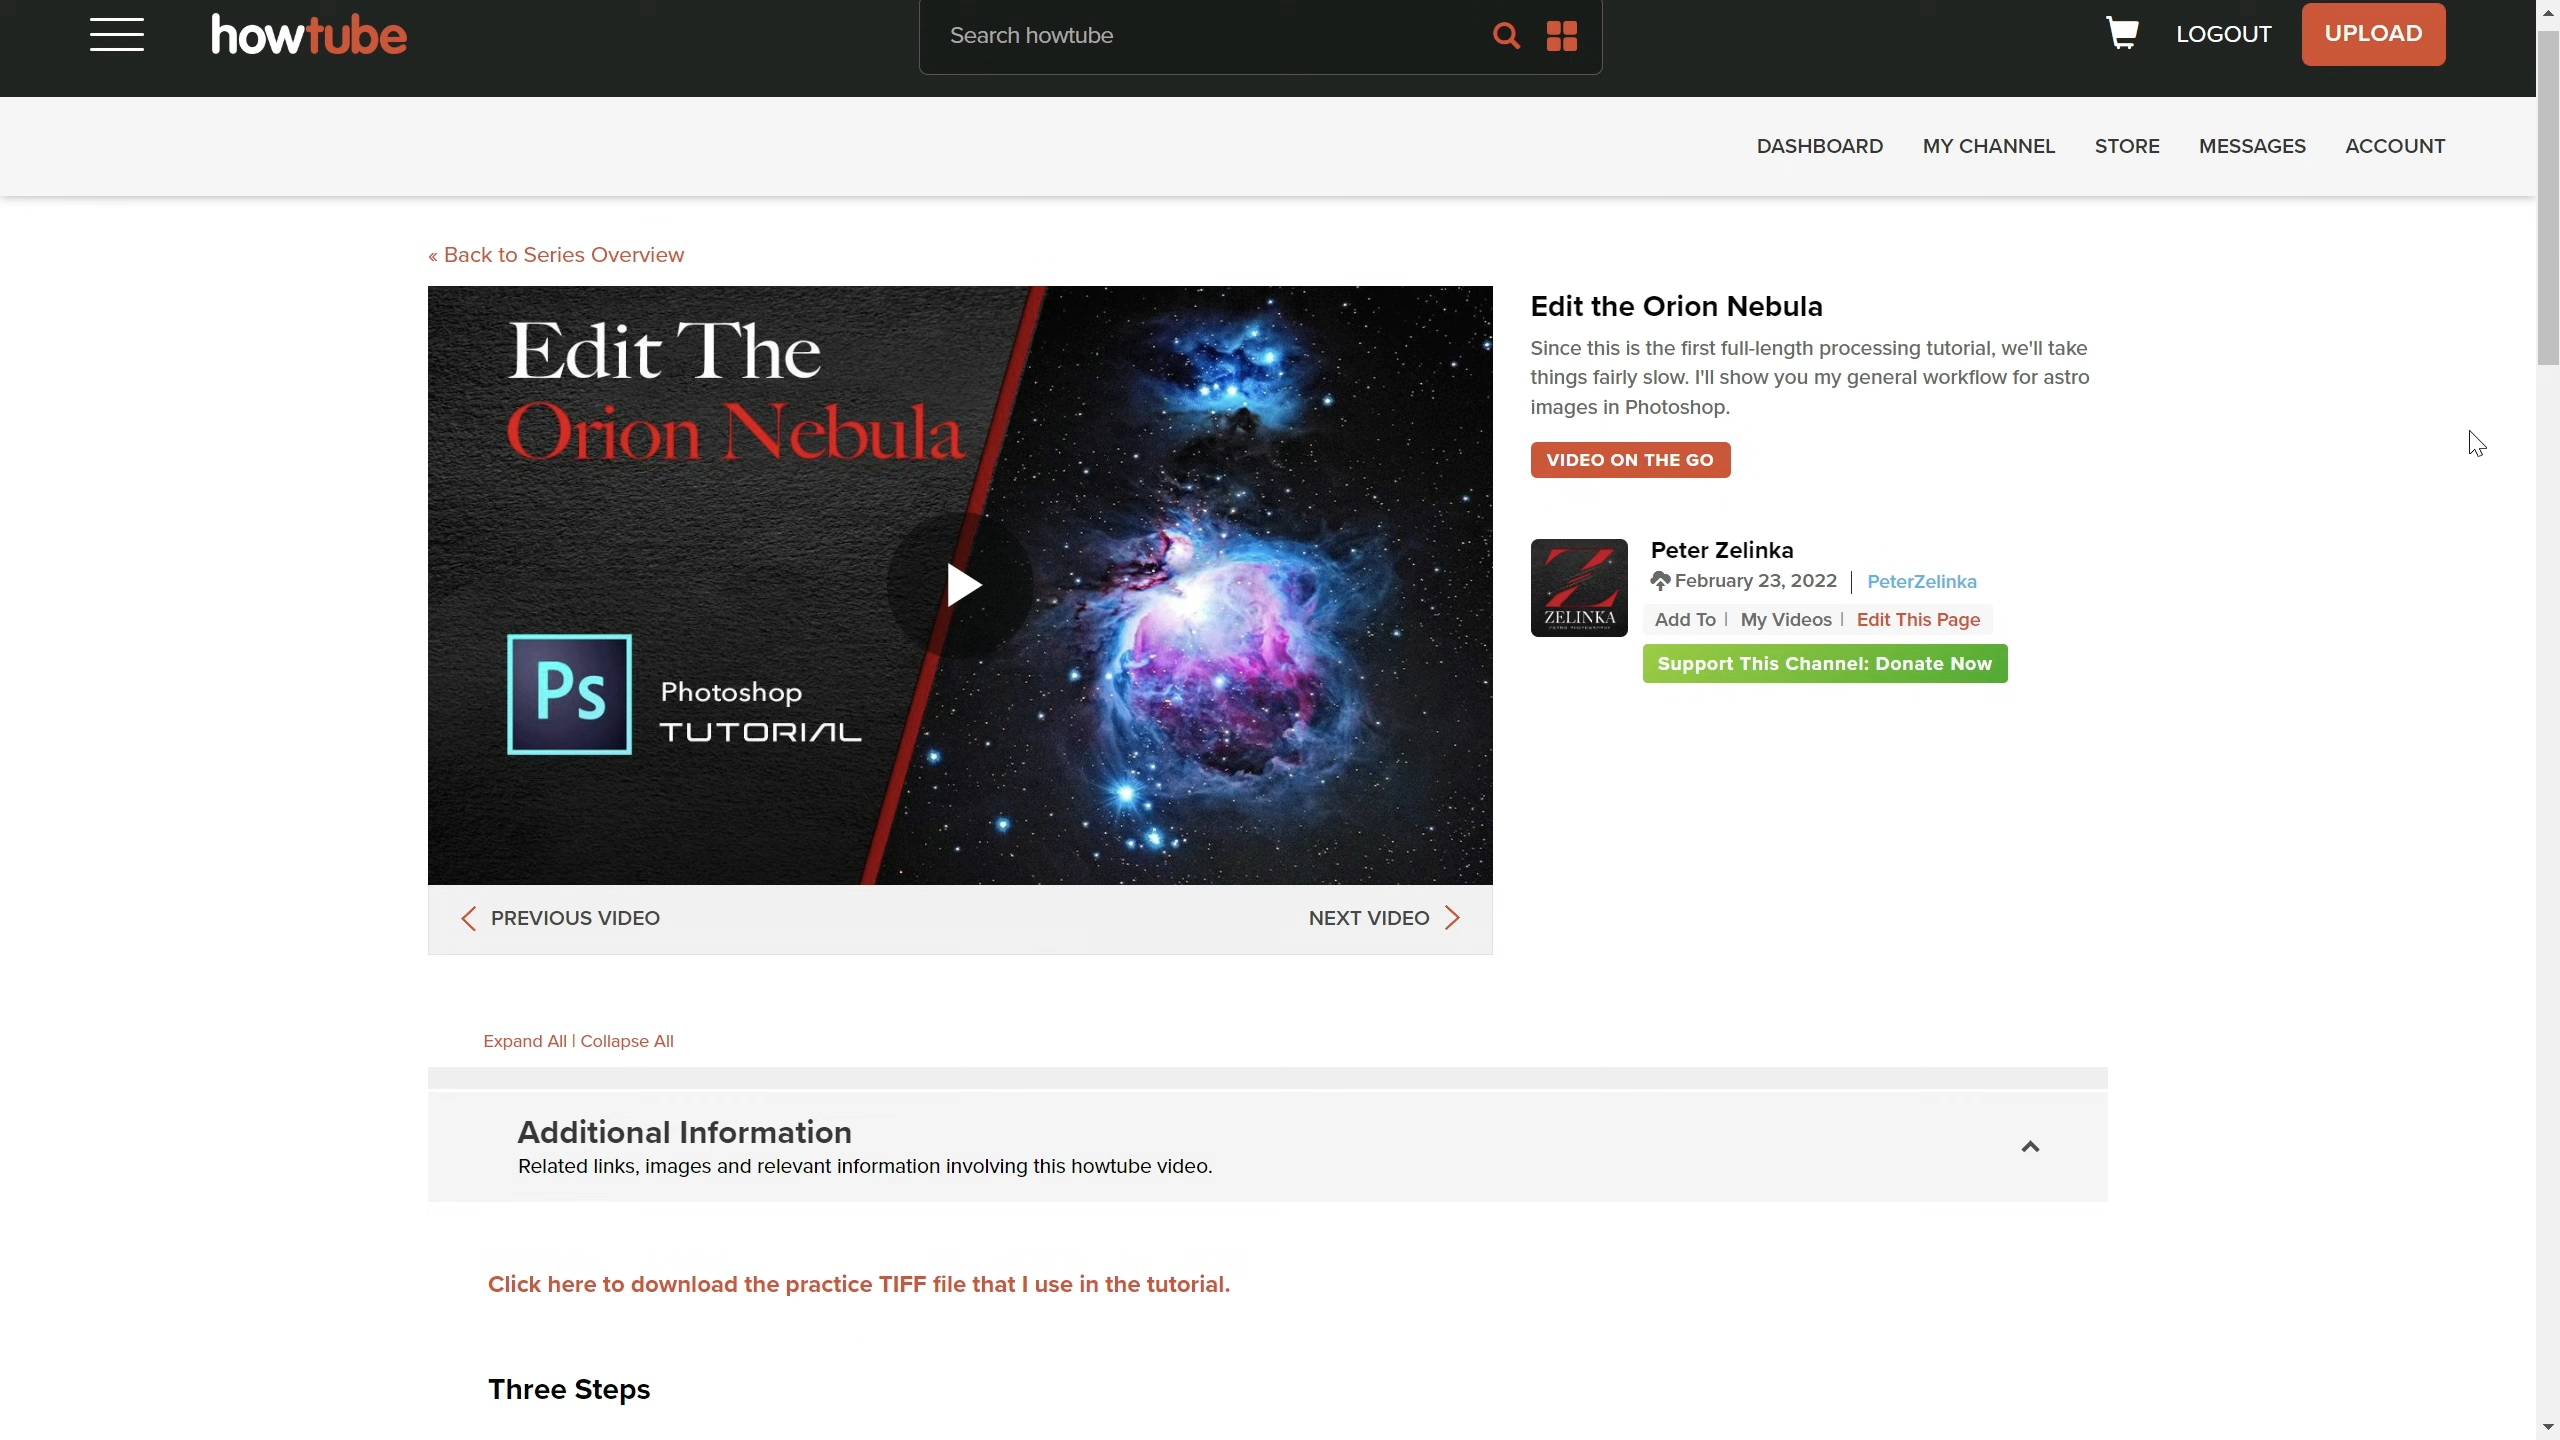 howtube
Search howtube
LOGOUT
UPLOAD
DASHBOARD
MY CHANNEL
STORE
MESSAGES
ACCOUNT
« Back to Series Overview
Edit The
Orion Nebula
Ps
Photoshop
TUTORIAL
Edit the Orion Nebula
Since this is the first full-length processing tutorial, we'll take
things fairly slow. I'll show you my general workflow for astro
images in Photoshop.
VIDEO ON THE GO
ZELINKA
Peter Zelinka
February 23, 2022 | PeterZelinka
Add To | My Videos | Edit This Page
Support This Channel: Donate Now
PREVIOUS VIDEO
NEXT VIDEO
Expand All | Collapse All
Additional Information
Related links, images and relevant information involving this howtube video.
Click here to download the practice TIFF file that I use in the tutorial.
Three Steps